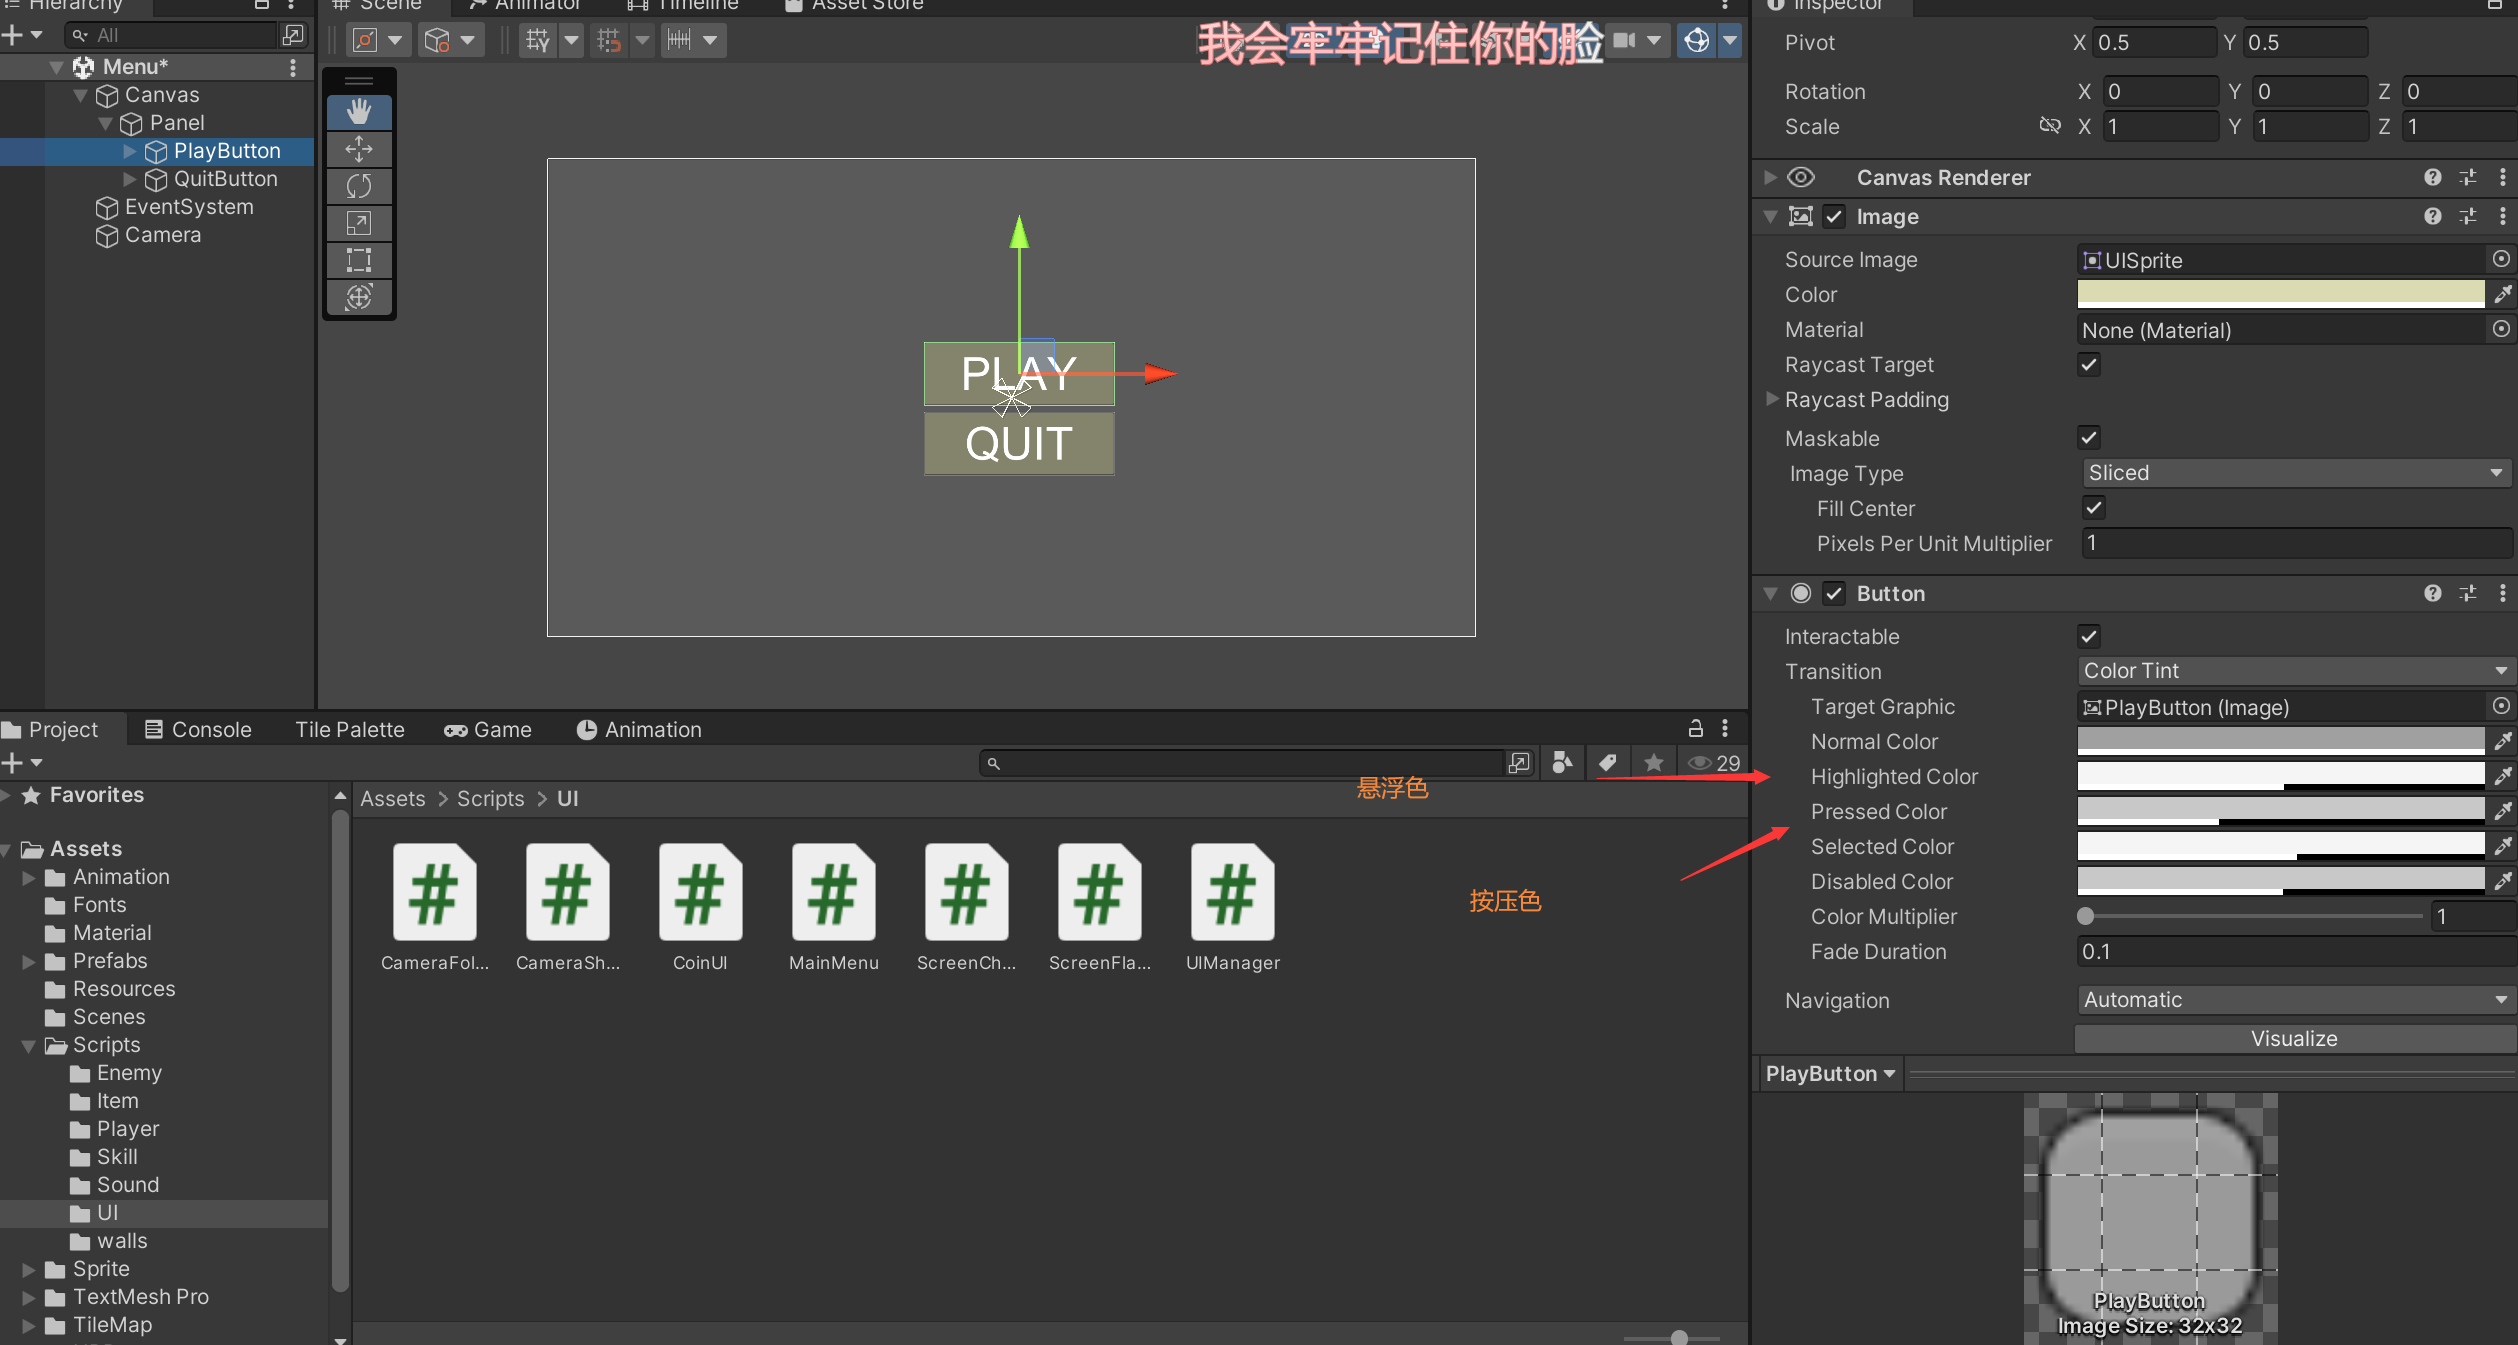 Hierarchy
All
Menu*
Canvas
Panel
PlayButton
QuitButton
EventSystem
Camera
Scene
Animator
Timeline
Asset Store
我会牢牢记住你的脸
PLAY
QUIT
Project
Console
Tile Palette
Game
Animation
29
Favorites
Assets
Animation
Fonts
Material
Prefabs
Resources
Scenes
Scripts
Enemy
Item
Player
Skill
Sound
UI
walls
Sprite
TextMesh Pro
TileMap
Assets > Scripts > UI
悬浮色
按压色
CameraFol...
CameraSh...
CoinUI
MainMenu
ScreenCh...
ScreenFla...
UIManager
Inspector
Pivot X 0.5 Y 0.5
Rotation X 0 Y 0 Z 0
Scale X 1 Y 1 Z 1
Canvas Renderer
Image
Source Image UISprite
Color
Material None (Material)
Raycast Target
Raycast Padding
Maskable
Image Type Sliced
Fill Center
Pixels Per Unit Multiplier 1
Button
Interactable
Transition Color Tint
Target Graphic PlayButton (Image)
Normal Color
Highlighted Color
Pressed Color
Selected Color
Disabled Color
Color Multiplier 1
Fade Duration 0.1
Navigation Automatic
Visualize
PlayButton
PlayButton
Image Size: 32x32